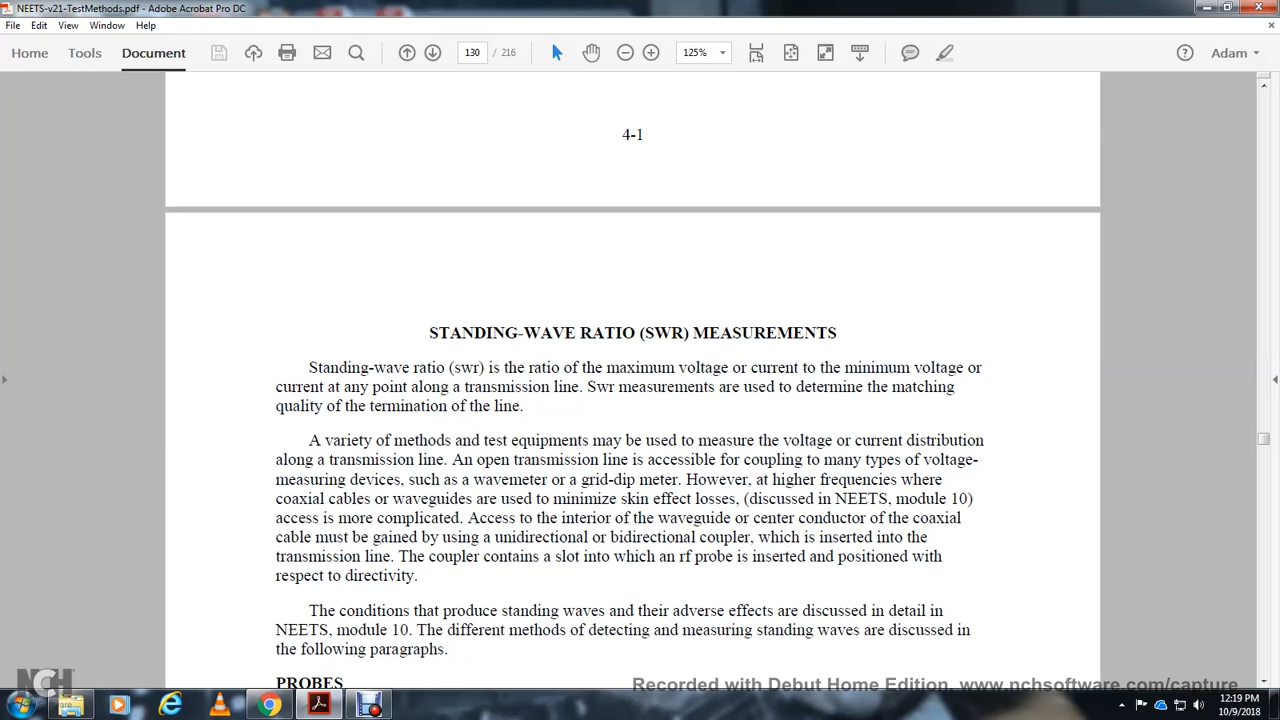 NEETS-v21-TestMethods.pdf - Adobe Acrobat Pro DC
File Edit View Window Help
Home Tools Document 130 / 216 125% Adam
4-1
STANDING-WAVE RATIO (SWR) MEASUREMENTS
Standing-wave ratio (swr) is the ratio of the maximum voltage or current to the minimum voltage or
current at any point along a transmission line. Swr measurements are used to determine the matching
quality of the termination of the line.
A variety of methods and test equipments may be used to measure the voltage or current distribution
along a transmission line. An open transmission line is accessible for coupling to many types of voltage-
measuring devices, such as a wavemeter or a grid-dip meter. However, at higher frequencies where
coaxial cables or waveguides are used to minimize skin effect losses, (discussed in NEETS, module 10)
access is more complicated. Access to the interior of the waveguide or center conductor of the coaxial
cable must be gained by using a unidirectional or bidirectional coupler, which is inserted into the
transmission line. The coupler contains a slot into which an rf probe is inserted and positioned with
respect to directivity.
The conditions that produce standing waves and their adverse effects are discussed in detail in
NEETS, module 10. The different methods of detecting and measuring standing waves are discussed in
the following paragraphs.
PROBES
NCH
Recorded with Debut Home Edition. www.nchsoftware.com/capture
12:19 PM
10/9/2018